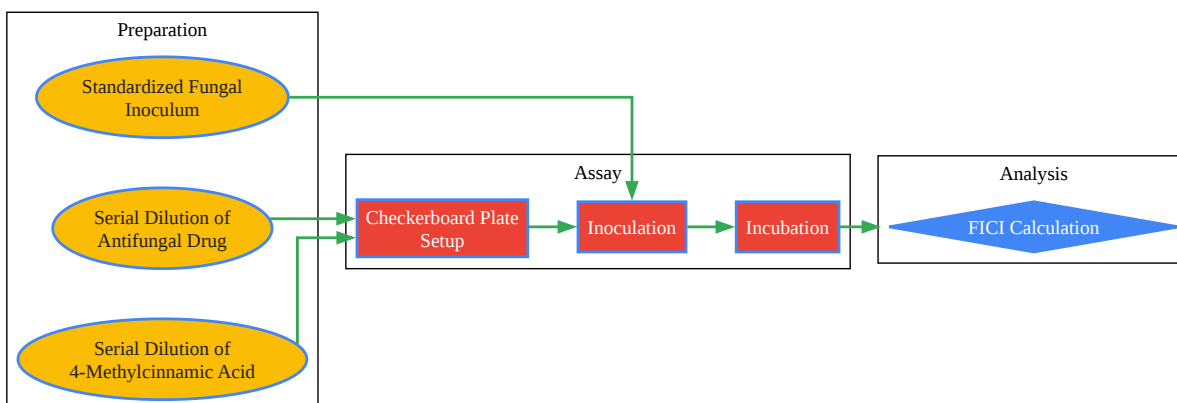 Preparation
Standardized Fungal
Inoculum
Serial Dilution of
Antifungal Drug
Serial Dilution of
4-Methylcinnamic Acid
Assay
Checkerboard Plate
Setup
Inoculation
Incubation
Analysis
FICI Calculation